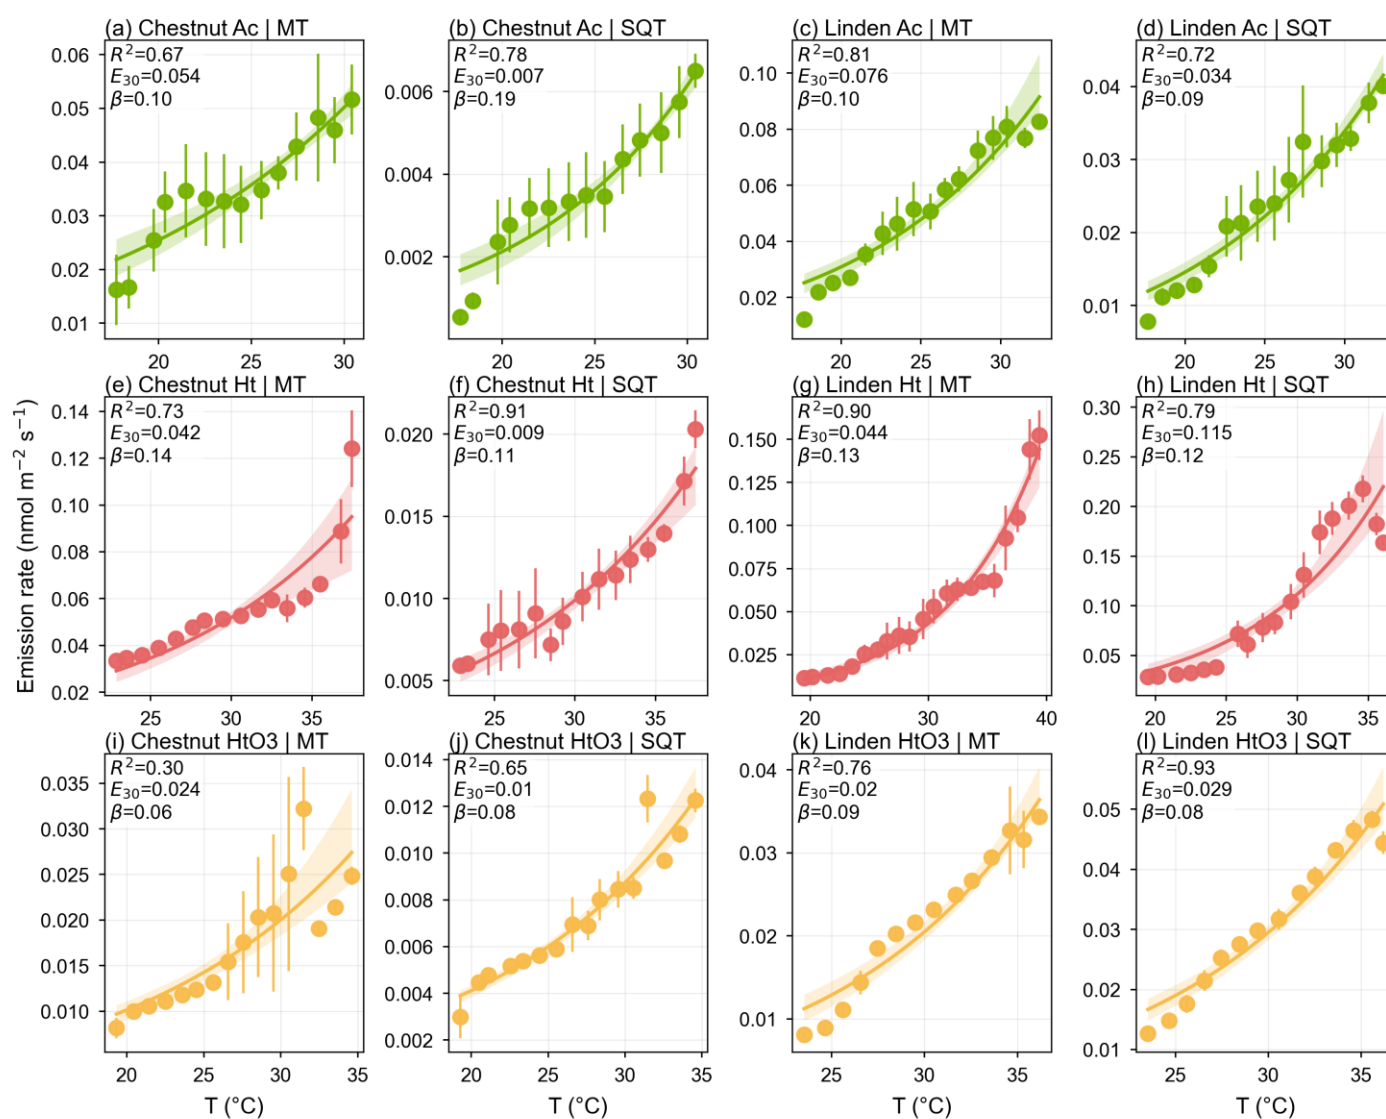 (a) Chestnut Ac | MT
R²=0.67
E₃₀=0.054
β=0.10
0.06
0.05
0.04
0.03
0.02
0.01
20
25
30
(b) Chestnut Ac | SQT
R²=0.78
E₃₀=0.007
β=0.19
0.006
0.004
0.002
20
25
30
(c) Linden Ac | MT
R²=0.81
E₃₀=0.076
β=0.10
0.10
0.08
0.06
0.04
0.02
20
25
30
(d) Linden Ac | SQT
R²=0.72
E₃₀=0.034
β=0.09
0.04
0.03
0.02
0.01
20
25
30
Emission rate (nmol m⁻² s⁻¹)
(e) Chestnut Ht | MT
R²=0.73
E₃₀=0.042
β=0.14
0.14
0.12
0.10
0.08
0.06
0.04
0.02
25
30
35
(f) Chestnut Ht | SQT
R²=0.91
E₃₀=0.009
β=0.11
0.020
0.015
0.010
0.005
25
30
35
(g) Linden Ht | MT
R²=0.90
E₃₀=0.044
β=0.13
0.150
0.125
0.100
0.075
0.050
0.025
20
30
40
(h) Linden Ht | SQT
R²=0.79
E₃₀=0.115
β=0.12
0.30
0.25
0.20
0.15
0.10
0.05
20
25
30
35
(i) Chestnut HtO3 | MT
R²=0.30
E₃₀=0.024
β=0.06
0.035
0.030
0.025
0.020
0.015
0.010
20
25
30
35
T (°C)
(j) Chestnut HtO3 | SQT
R²=0.65
E₃₀=0.01
β=0.08
0.014
0.012
0.010
0.008
0.006
0.004
0.002
20
25
30
35
T (°C)
(k) Linden HtO3 | MT
R²=0.76
E₃₀=0.02
β=0.09
0.04
0.03
0.02
0.01
25
30
35
T (°C)
(l) Linden HtO3 | SQT
R²=0.93
E₃₀=0.029
β=0.08
0.05
0.04
0.03
0.02
0.01
25
30
35
T (°C)